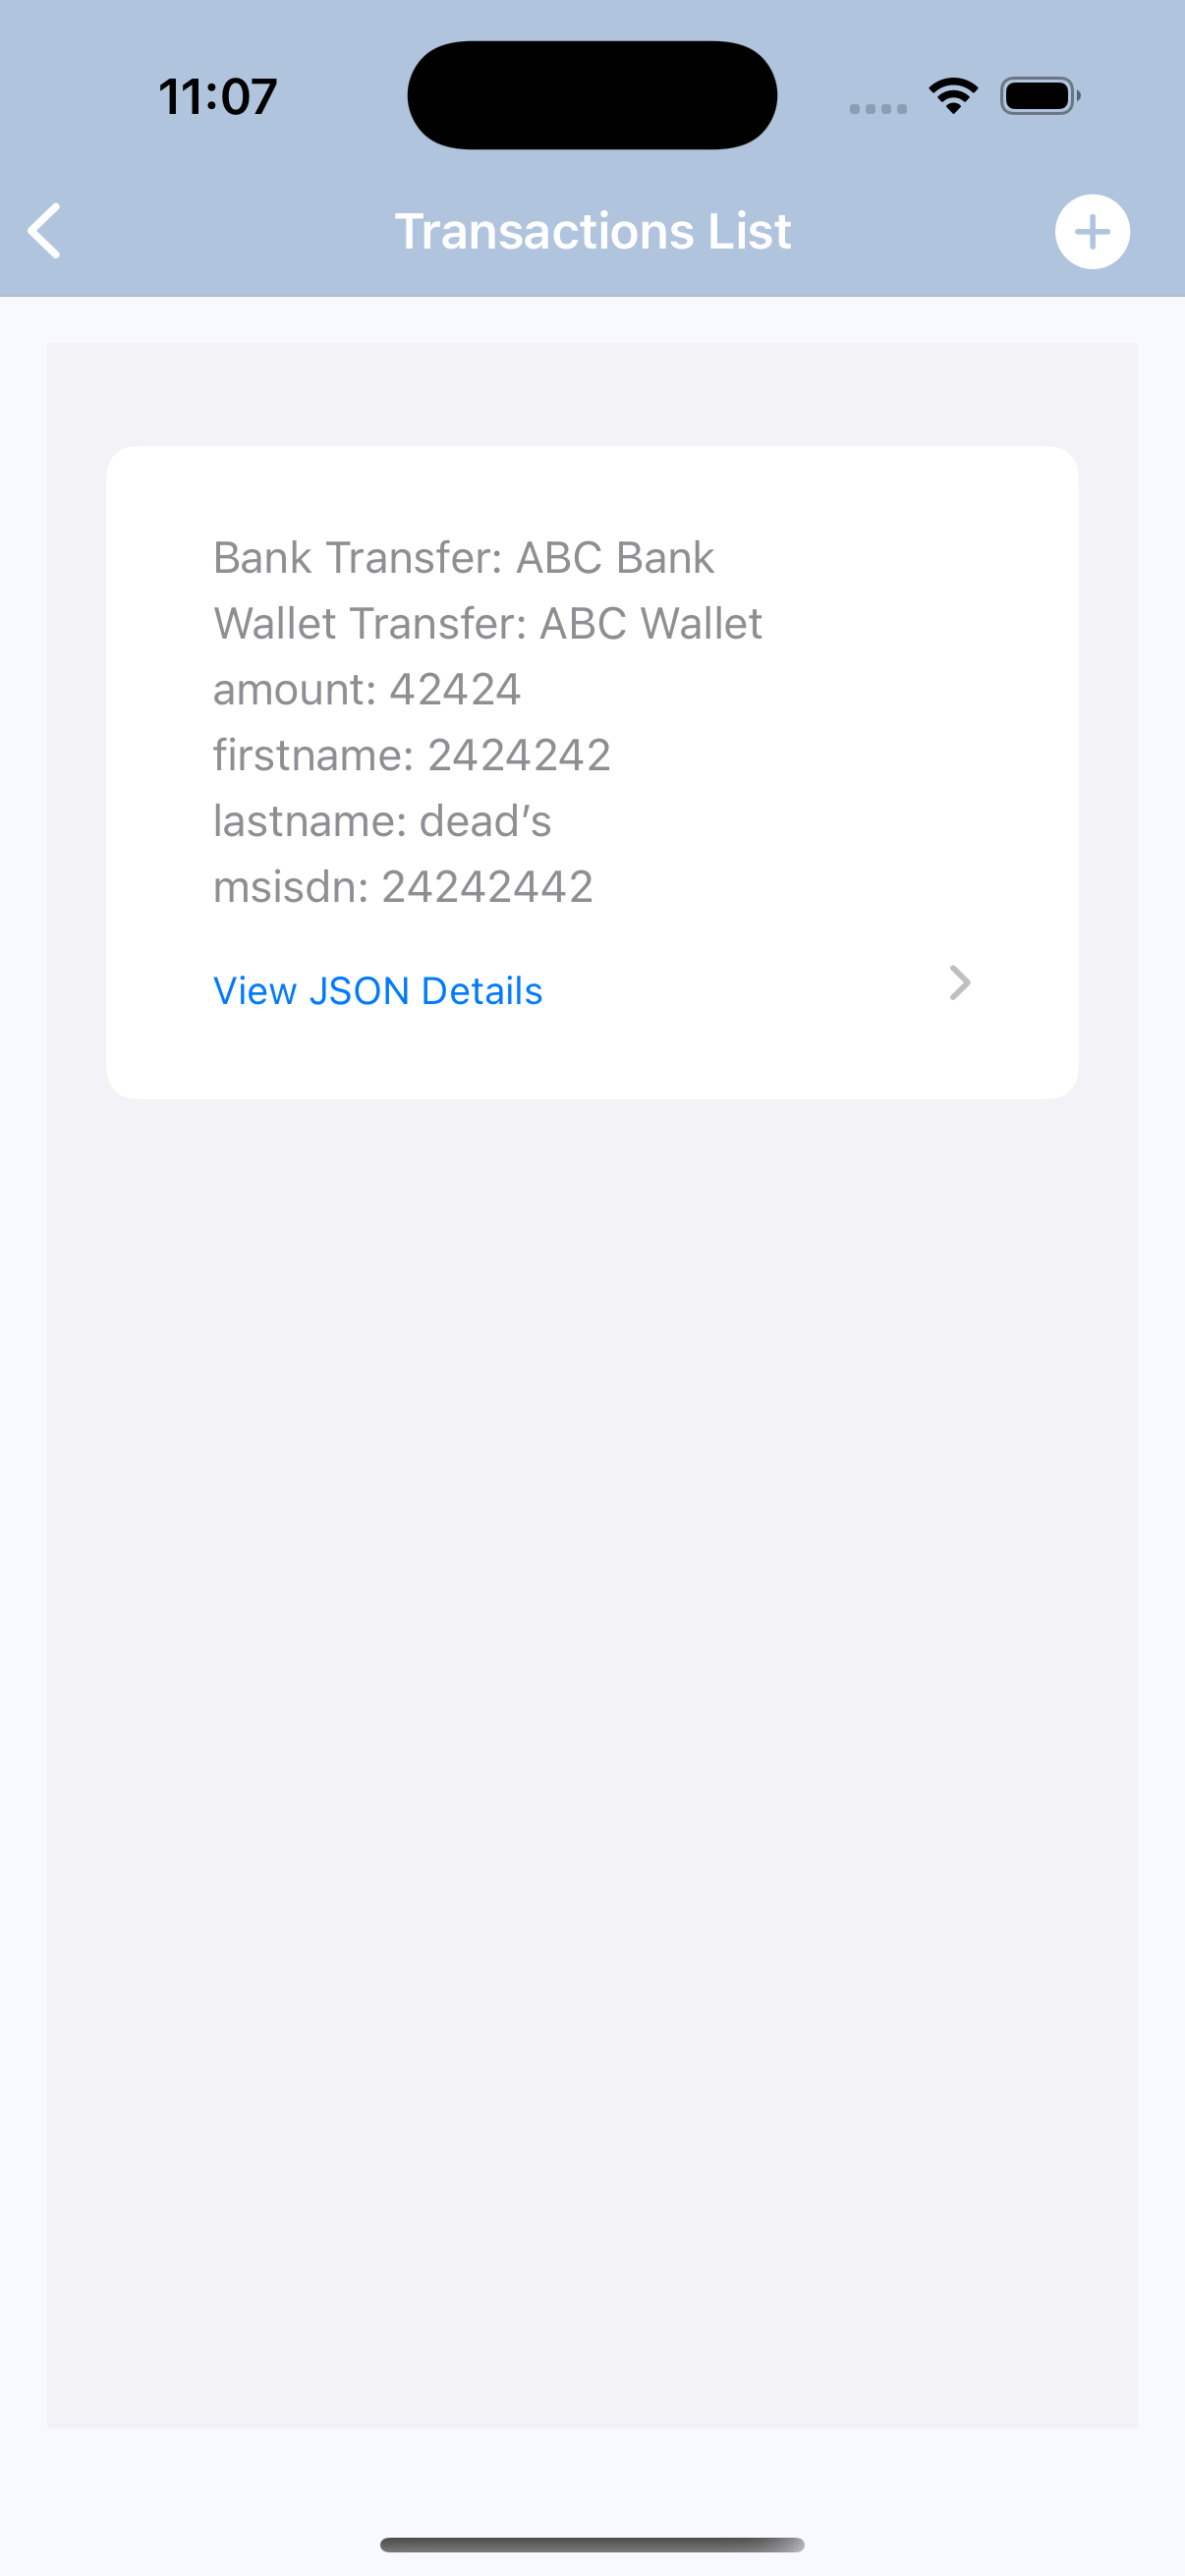 11:07
Transactions List
Bank Transfer: ABC Bank
Wallet Transfer: ABC Wallet
amount: 42424
firstname: 2424242
lastname: dead’s
msisdn: 24242442
View JSON Details